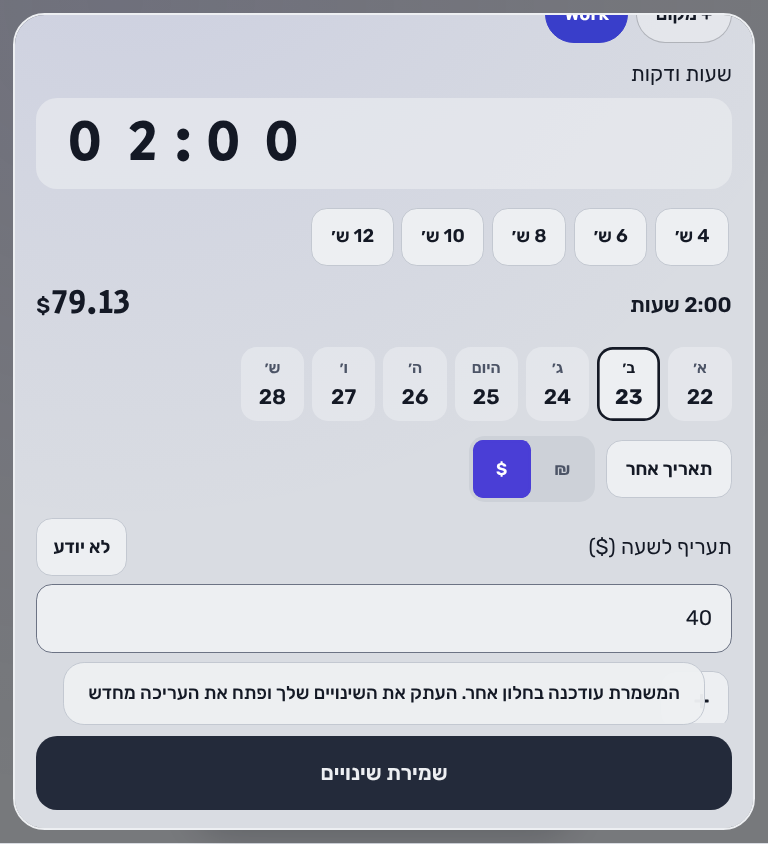 + מקום Work
שעות ודקות
02:00
4 ש׳ 6 ש׳ 8 ש׳ 10 ש׳ 12 ש׳
2:00 שעות $79.13
א׳ ב׳ ג׳ היום ה׳ ו׳ ש׳
22 23 24 25 26 27 28
תאריך אחר ₪ $
תעריף לשעה ($) לא יודע
40
המשמרת עודכנה בחלון אחר. העתק את השינויים שלך ופתח את העריכה מחדש
שמירת שינויים